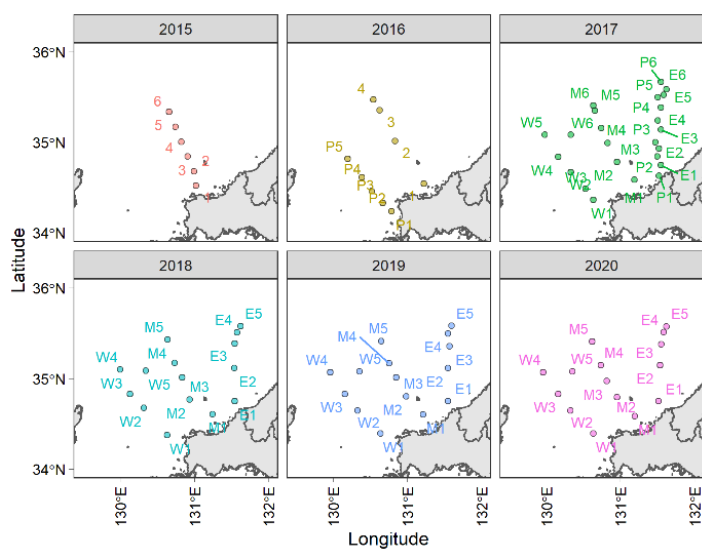 2015 2016 2017
36°N
6
5
4
3
2
1
4
3
2
1
P5
P4
P3
P2
P1
P6
P5
E6
E5
M6
M5
E4
P4
W5
W6
M4
P3
E3
W4
M3
E2
P2
W3
M2
E1
W2
P1
M1
W1
35°N
34°N
Latitude
2018 2019 2020
36°N
E5
E4
M5
W4
M4
E3
W3
W5
M3
E2
W2
M2
E1
M1
W1
E5
M5
M4
E4
W4
W5
E3
M3
W3
E2
M2
W2
E1
M1
W1
E5
E4
M5
E3
M4
W4
W5
E2
M3
W3
E1
M2
W2
M1
W1
35°N
34°N
130°E 131°E 132°E 130°E 131°E 132°E 130°E 131°E 132°E
Longitude